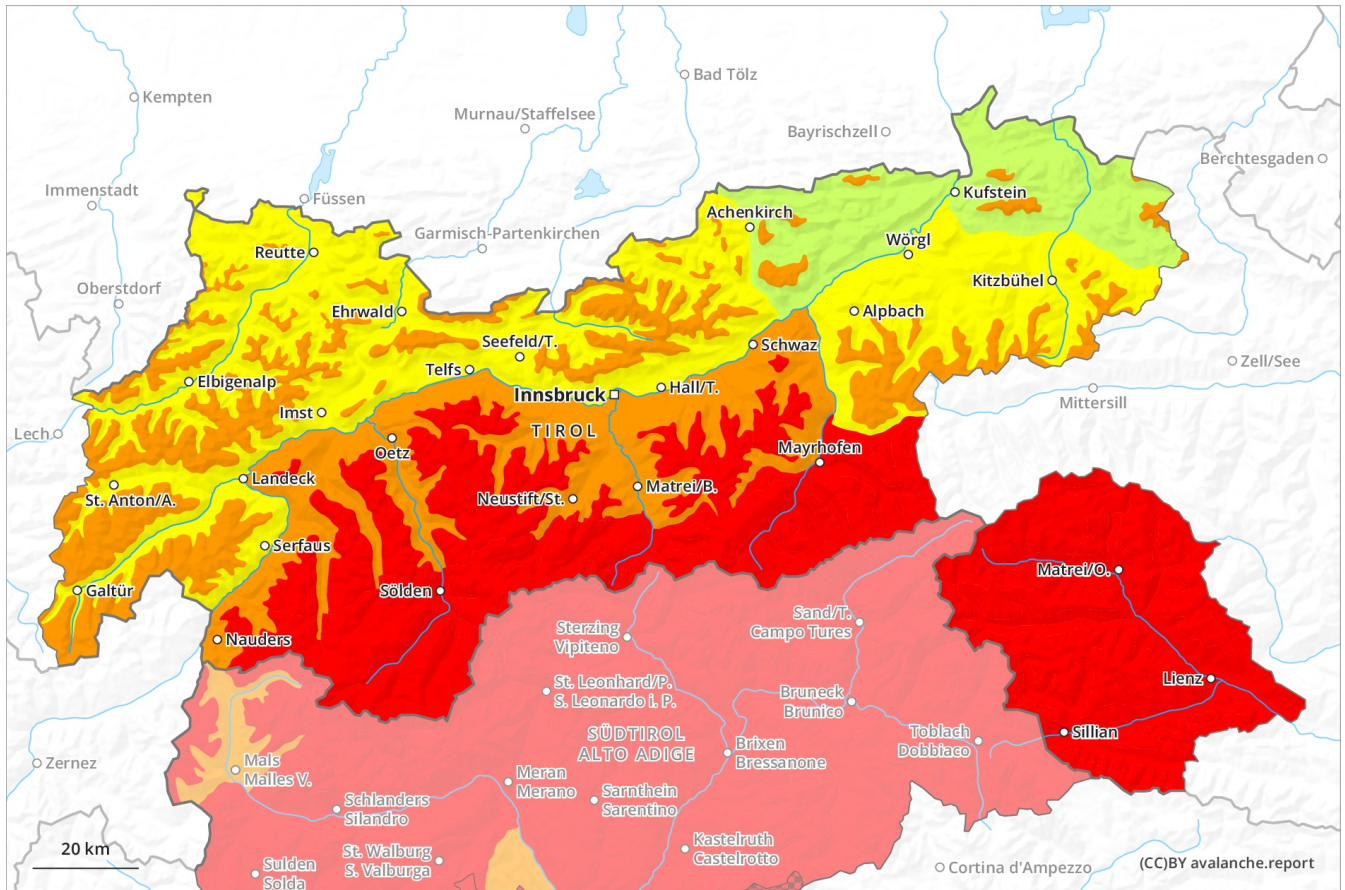 Bad Tölz
Kempten
Murnau/Staffelsee
Bayrischzell
Berchtesgaden
Immenstadt
Füssen
Kufstein
Achenkirch
Garmisch-Partenkirchen
Wörgl
Reutte
Kitzbühel
Oberstdorf
Ehrwald
Alpbach
Seefeld/T.
Schwaz
Zell/See
Telfs
Elbigenalp
Hall/T.
Innsbruck
Mittersill
Imst
Lech
TIROL
Oetz
Mayrhofen
Landeck
Matrei/B.
St. Anton/A.
Neustift/St.
Serfaus
Matrei/O.
Galtür
Sölden
Sand/T.
Campo Tures
Sterzing
Vipiteno
Nauders
Lienz
St. Leonhard/P.
S. Leonardo i. P.
Bruneck
Brunico
Sillian
SÜDTIROL
ALTO ADIGE
Toblach
Dobbiaco
Brixen
Bressanone
Zernez
Mals
Malles V.
Meran
Merano
Sarnthein
Sarentino
Schlanders
Silandro
Kastelruth
Castelrotto
20 km
St. Walburg
S. Valburga
Sulden
Solda
Cortina d'Ampezzo
(CC)BY avalanche.report